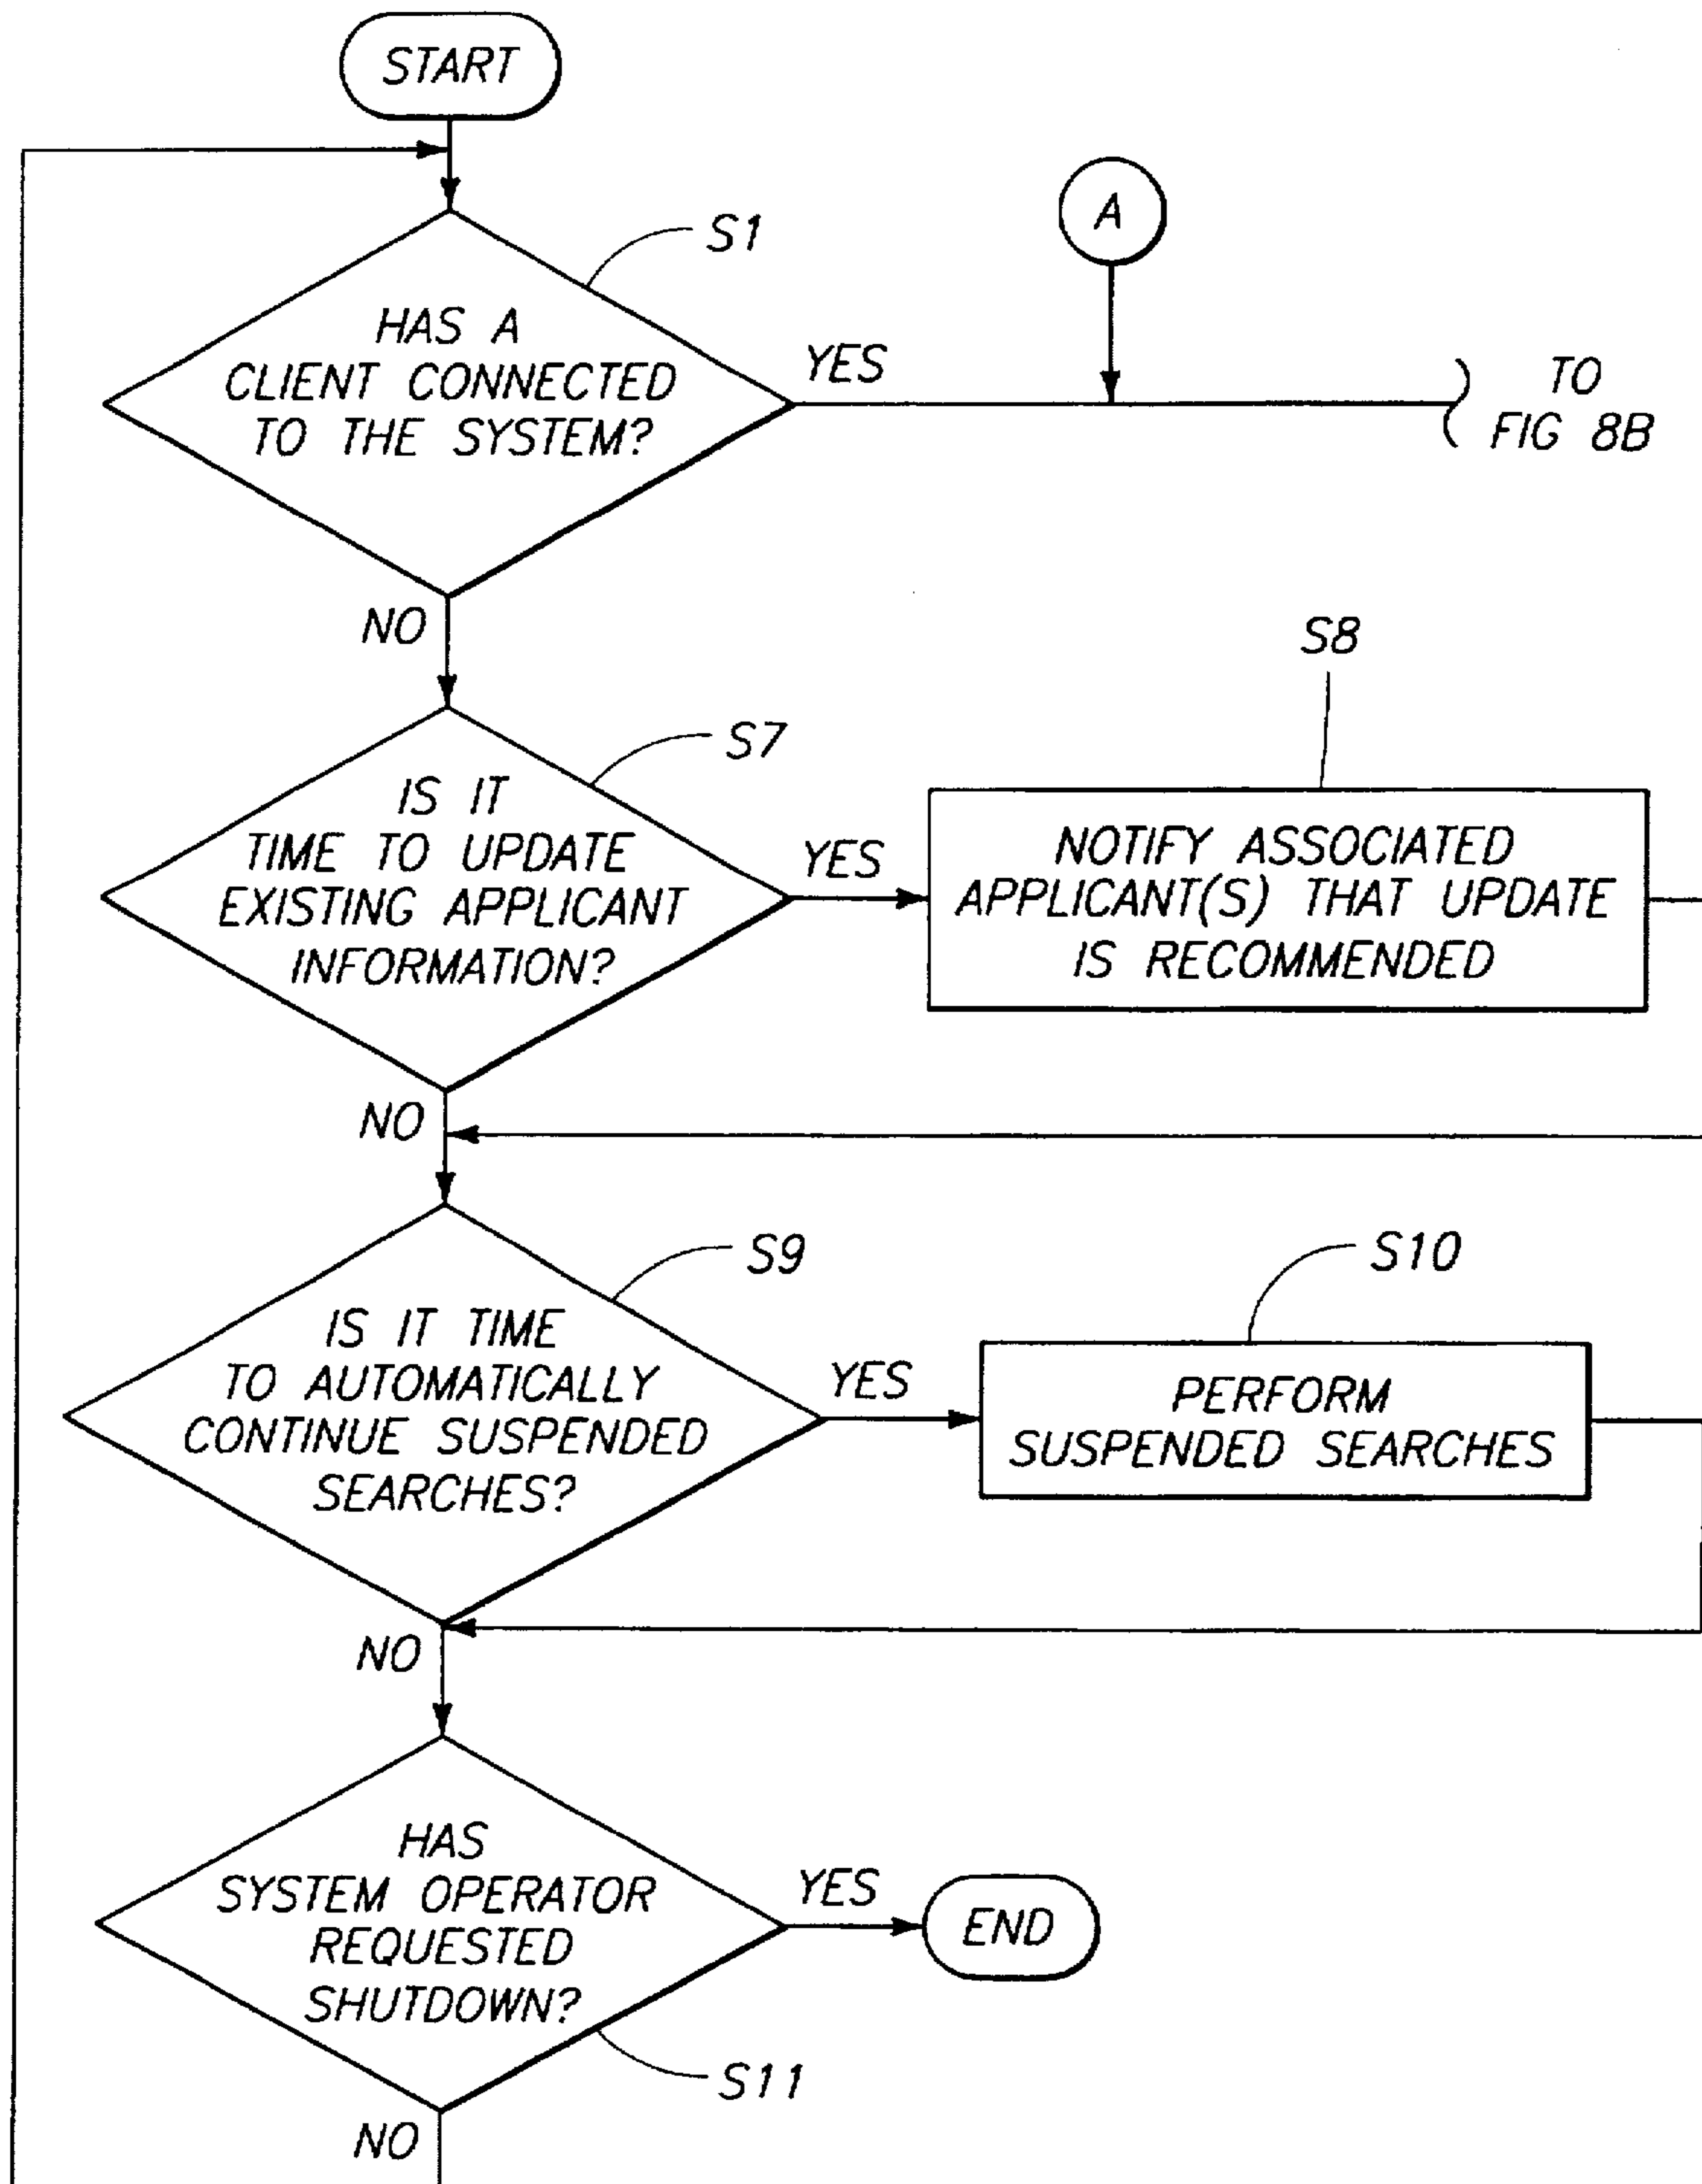 START
A
S1
HAS A
CLIENT CONNECTED
TO THE SYSTEM?
YES
TO
FIG 8B
NO
S7
S8
IS IT
TIME TO UPDATE
EXISTING APPLICANT
INFORMATION?
YES
NOTIFY ASSOCIATED
APPLICANT(S) THAT UPDATE
IS RECOMMENDED
NO
S9
S10
IS IT TIME
TO AUTOMATICALLY
CONTINUE SUSPENDED
SEARCHES?
YES
PERFORM
SUSPENDED SEARCHES
NO
HAS
SYSTEM OPERATOR
REQUESTED
SHUTDOWN?
YES
END
S11
NO